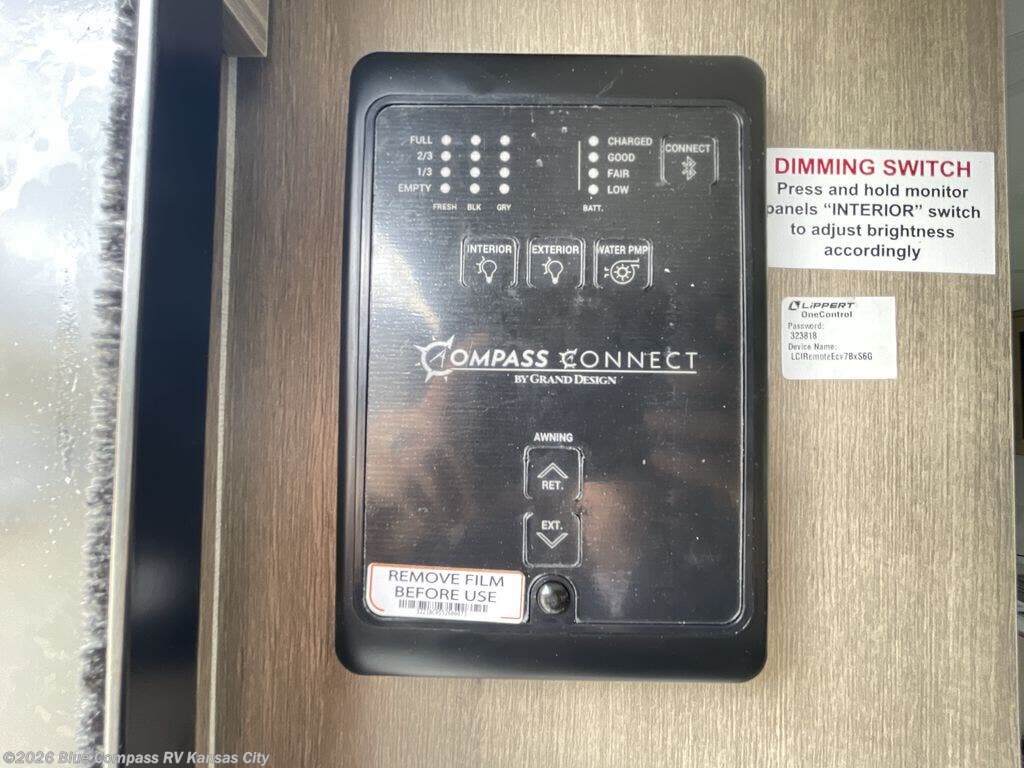 FULL
2/3
1/3
EMPTY
FRESH BLK GRY
CHARGED
GOOD
FAIR
LOW
BATT.
CONNECT
INTERIOR EXTERIOR WATER PMP
COMPASS CONNECT
BY GRAND DESIGN
AWNING
RET.
EXT.
REMOVE FILM
BEFORE USE
DIMMING SWITCH
Press and hold monitor
panels “INTERIOR” switch
to adjust brightness
accordingly
LIPPERT
OneControl
Password:
323818
Device Name:
©2026 Blue Compass RV Kansas City